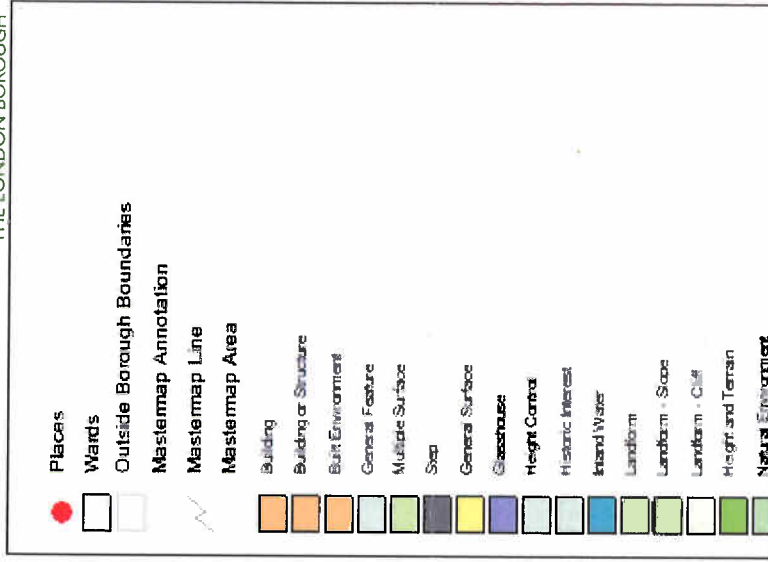 THE LONDON BOROUGH
Places
Wards
Outside Borough Boundaries
Mastermap Annotation
Mastermap Line
Mastermap Area
Building
Building or Structure
Built Environment
General Feature
Multiple Surface
Step
General Surface
Glasshouse
Height Control
Historic Interest
Inland Water
Landform
Landform - Slope
Landform - Cliff
Height and Terrain
Natural Environment